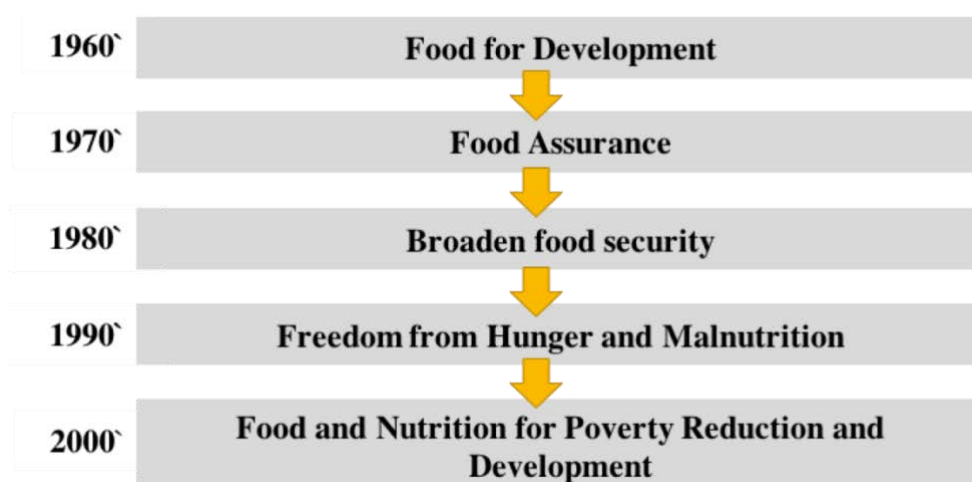 1960`
Food for Development
1970`
Food Assurance
1980`
Broaden food security
1990`
Freedom from Hunger and Malnutrition
2000`
Food and Nutrition for Poverty Reduction and
Development